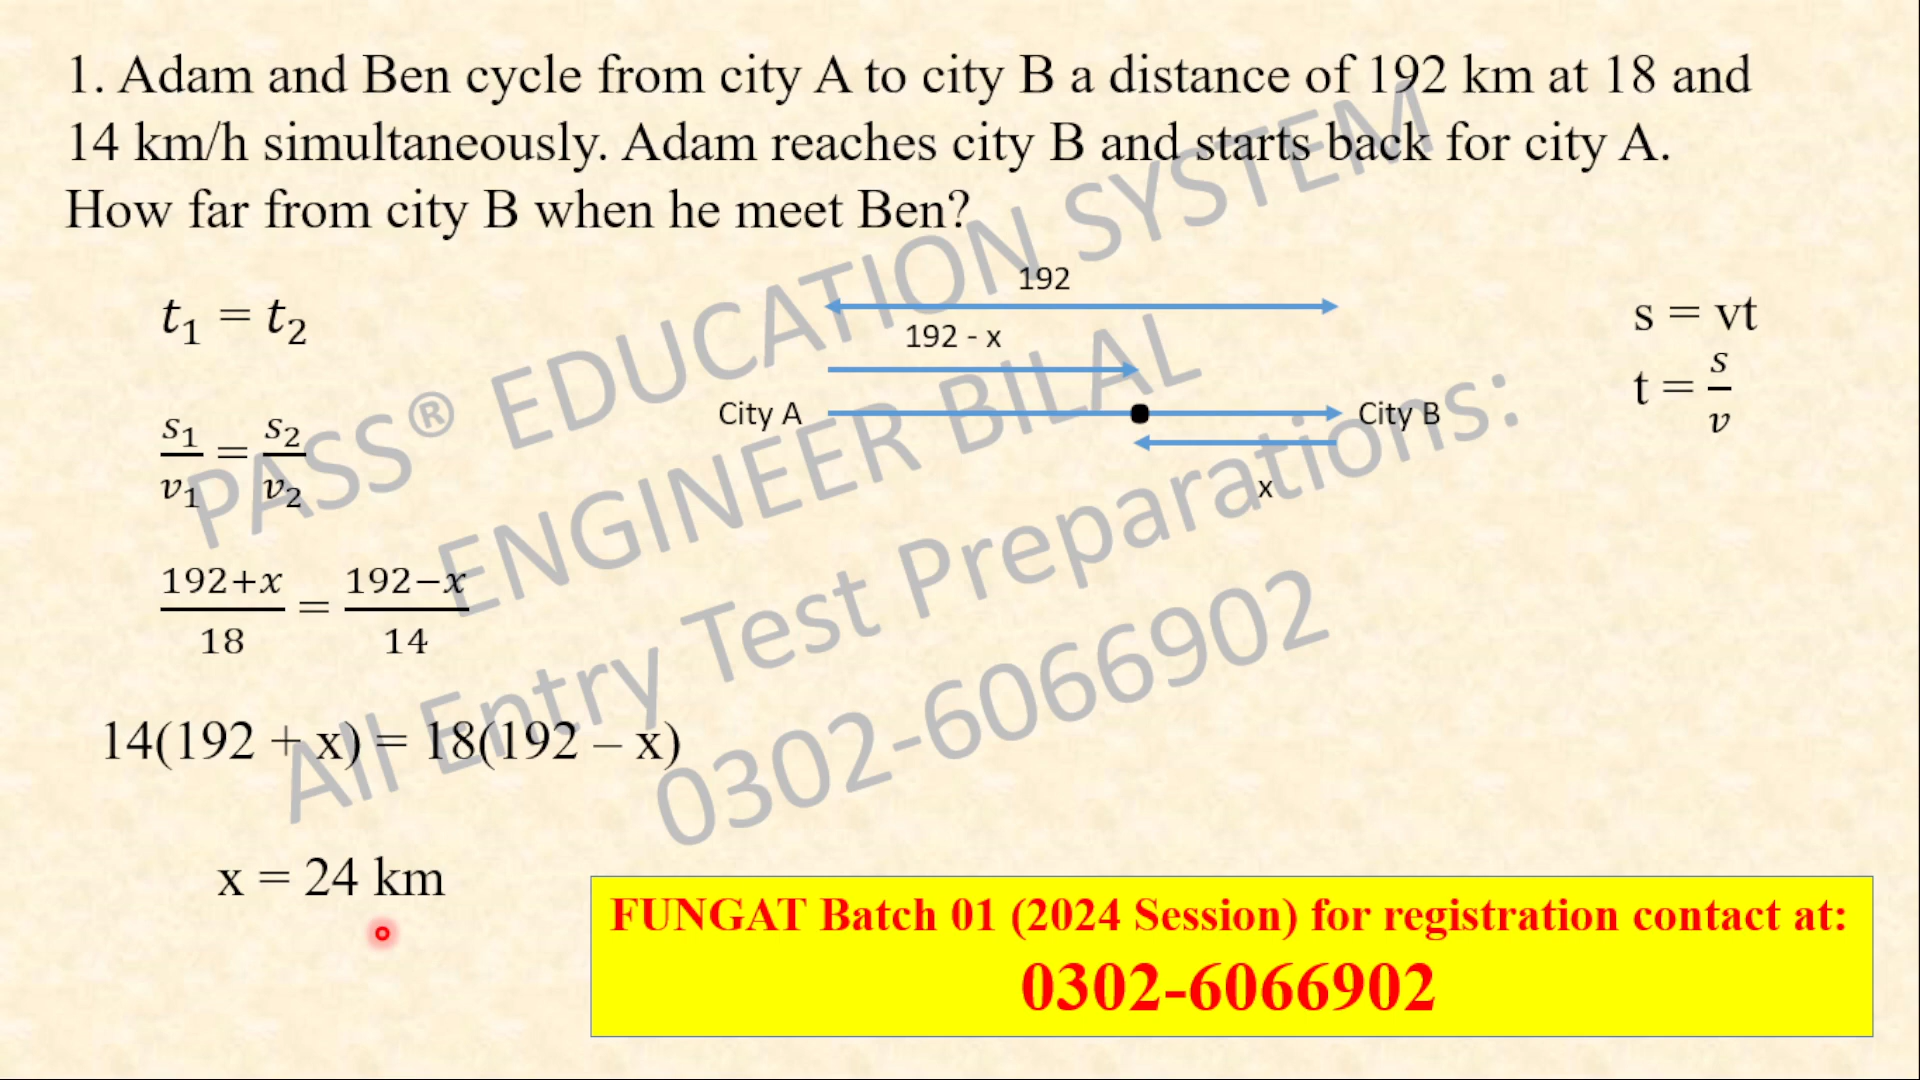 1. Adam and Ben cycle from city A to city B a distance of 192 km at 18 and
14 km/h simultaneously. Adam reaches city B and starts back for city A.
How far from city B when he meet Ben?
t₁ = t₂
s₁/v₁ = s₂/v₂
192+x/18 = 192−x/14
14(192 + x) = 18(192 – x)
x = 24 km
192
192 - x
City A
City B
x
s = vt
t = s/v
PASS® EDUCATION SYSTEM
ENGINEER BILAL
All Entry Test Preparations:
0302-6066902
FUNGAT Batch 01 (2024 Session) for registration contact at:
0302-6066902